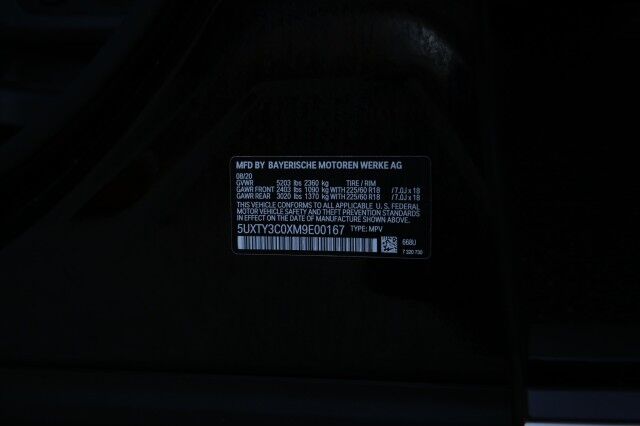 MFD BY BAYERISCHE MOTOREN WERKE AG
08/20
GVWR 5203 lbs 2360 kg TIRE / RIM
GAWR FRONT 2403 lbs 1090 kg WITH 225/60 R18 / 7.0J x 18
GAWR REAR 3020 lbs 1370 kg WITH 225/60 R18 / 7.0J x 18
THIS VEHICLE CONFORMS TO ALL APPLICABLE U. S. FEDERAL
MOTOR VEHICLE SAFETY AND THEFT PREVENTION STANDARDS
IN EFFECT ON THE DATE OF MANUFACTURE SHOWN ABOVE.
5UXTY3C0XM9E00167 TYPE: MPV
668U
7 320 730